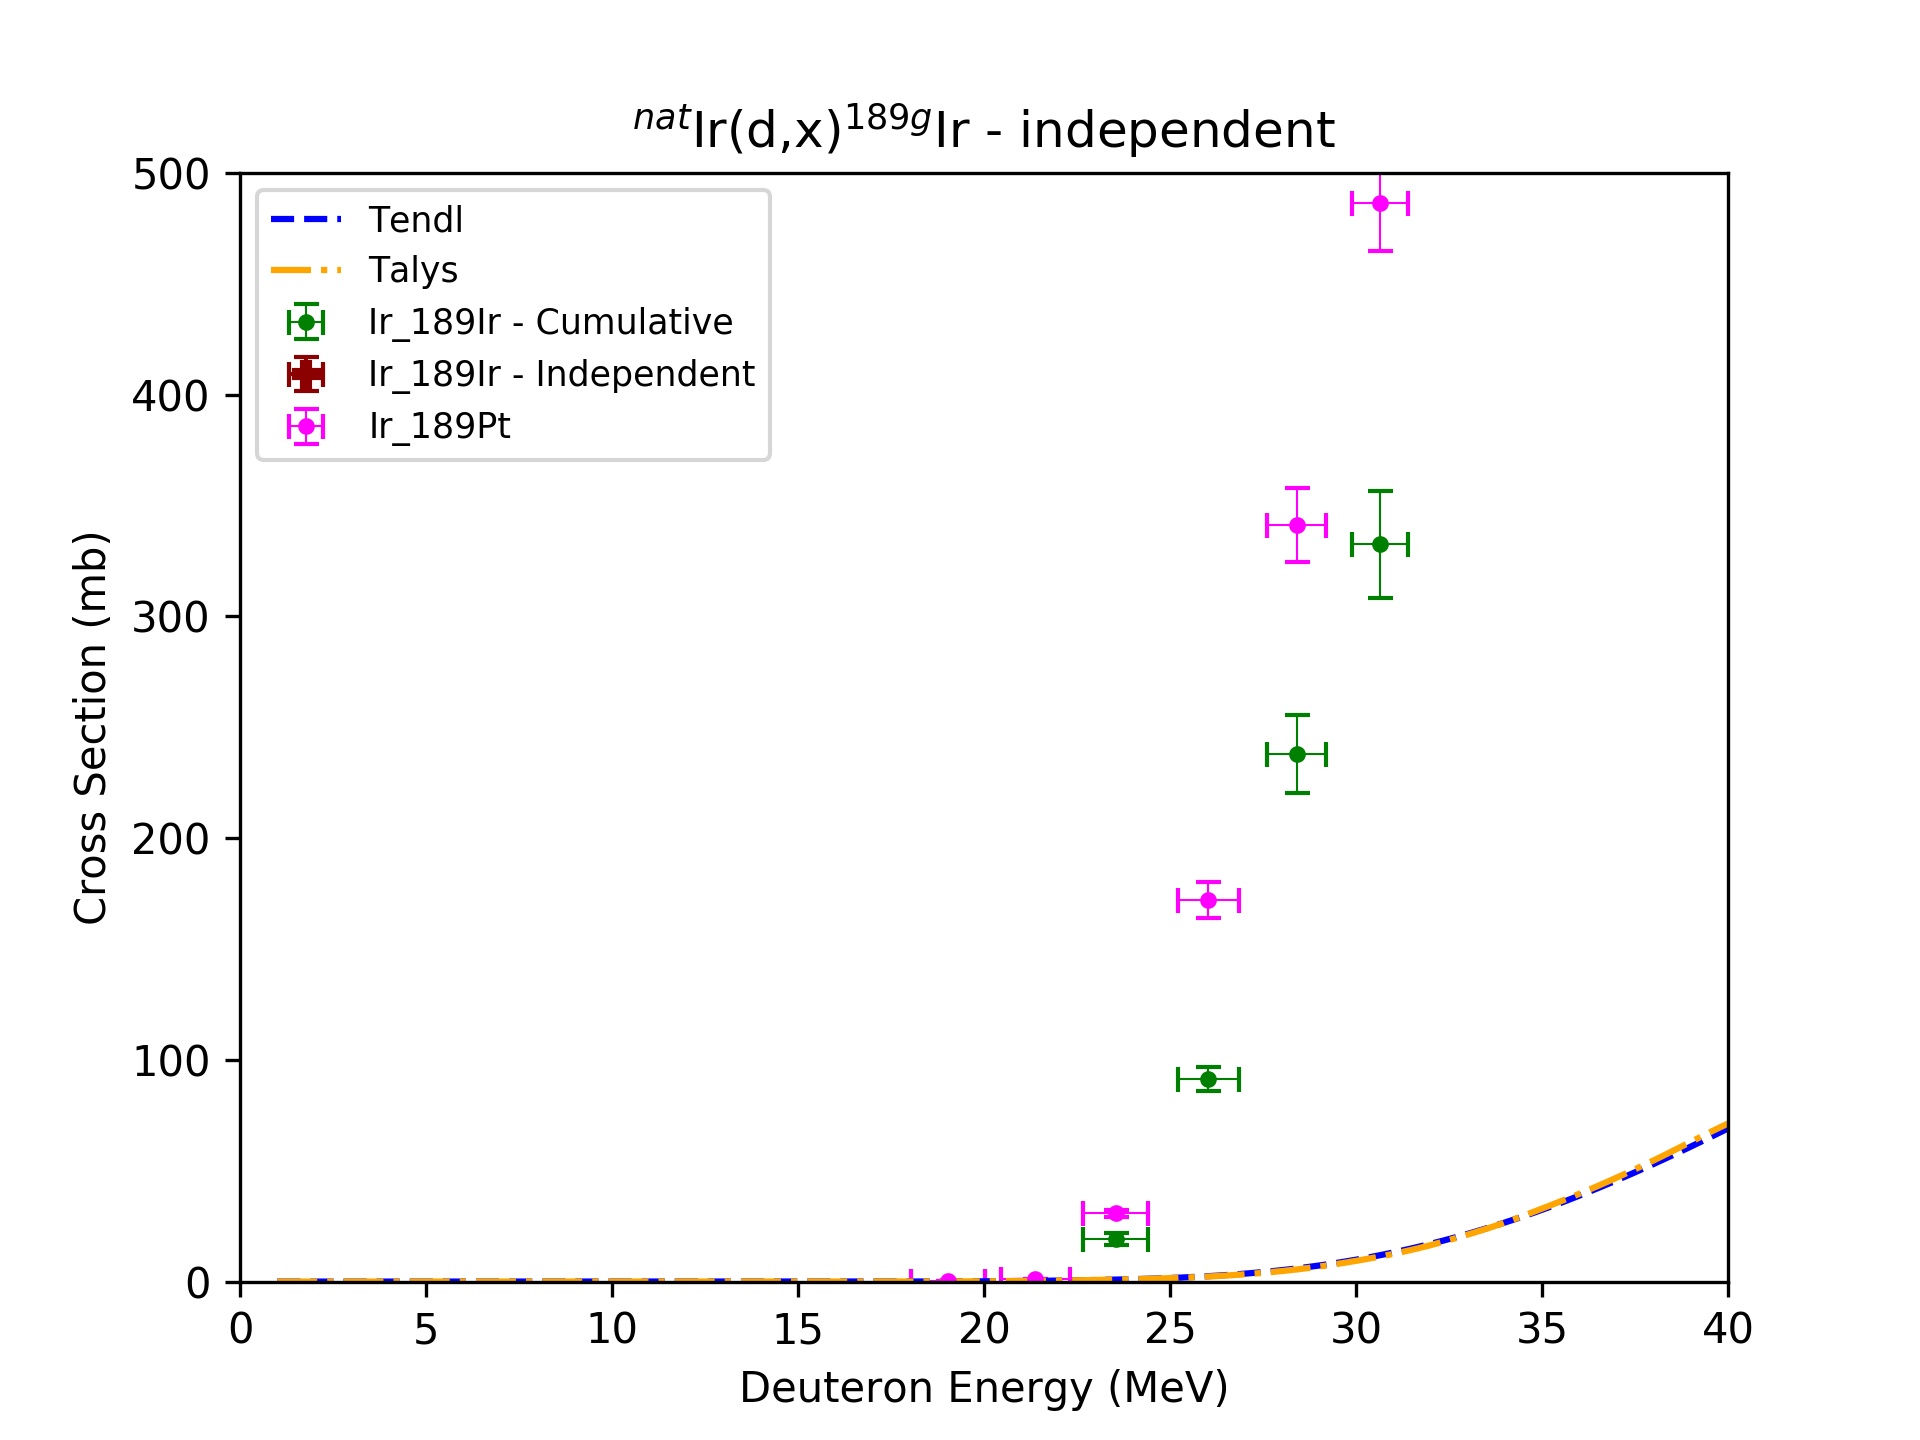 natIr(d,x)189gIr - independent
Tendl
Talys
Ir_189Ir - Cumulative
Ir_189Ir - Independent
Ir_189Pt
500
400
300
200
100
0
Cross Section (mb)
0 5 10 15 20 25 30 35 40
Deuteron Energy (MeV)